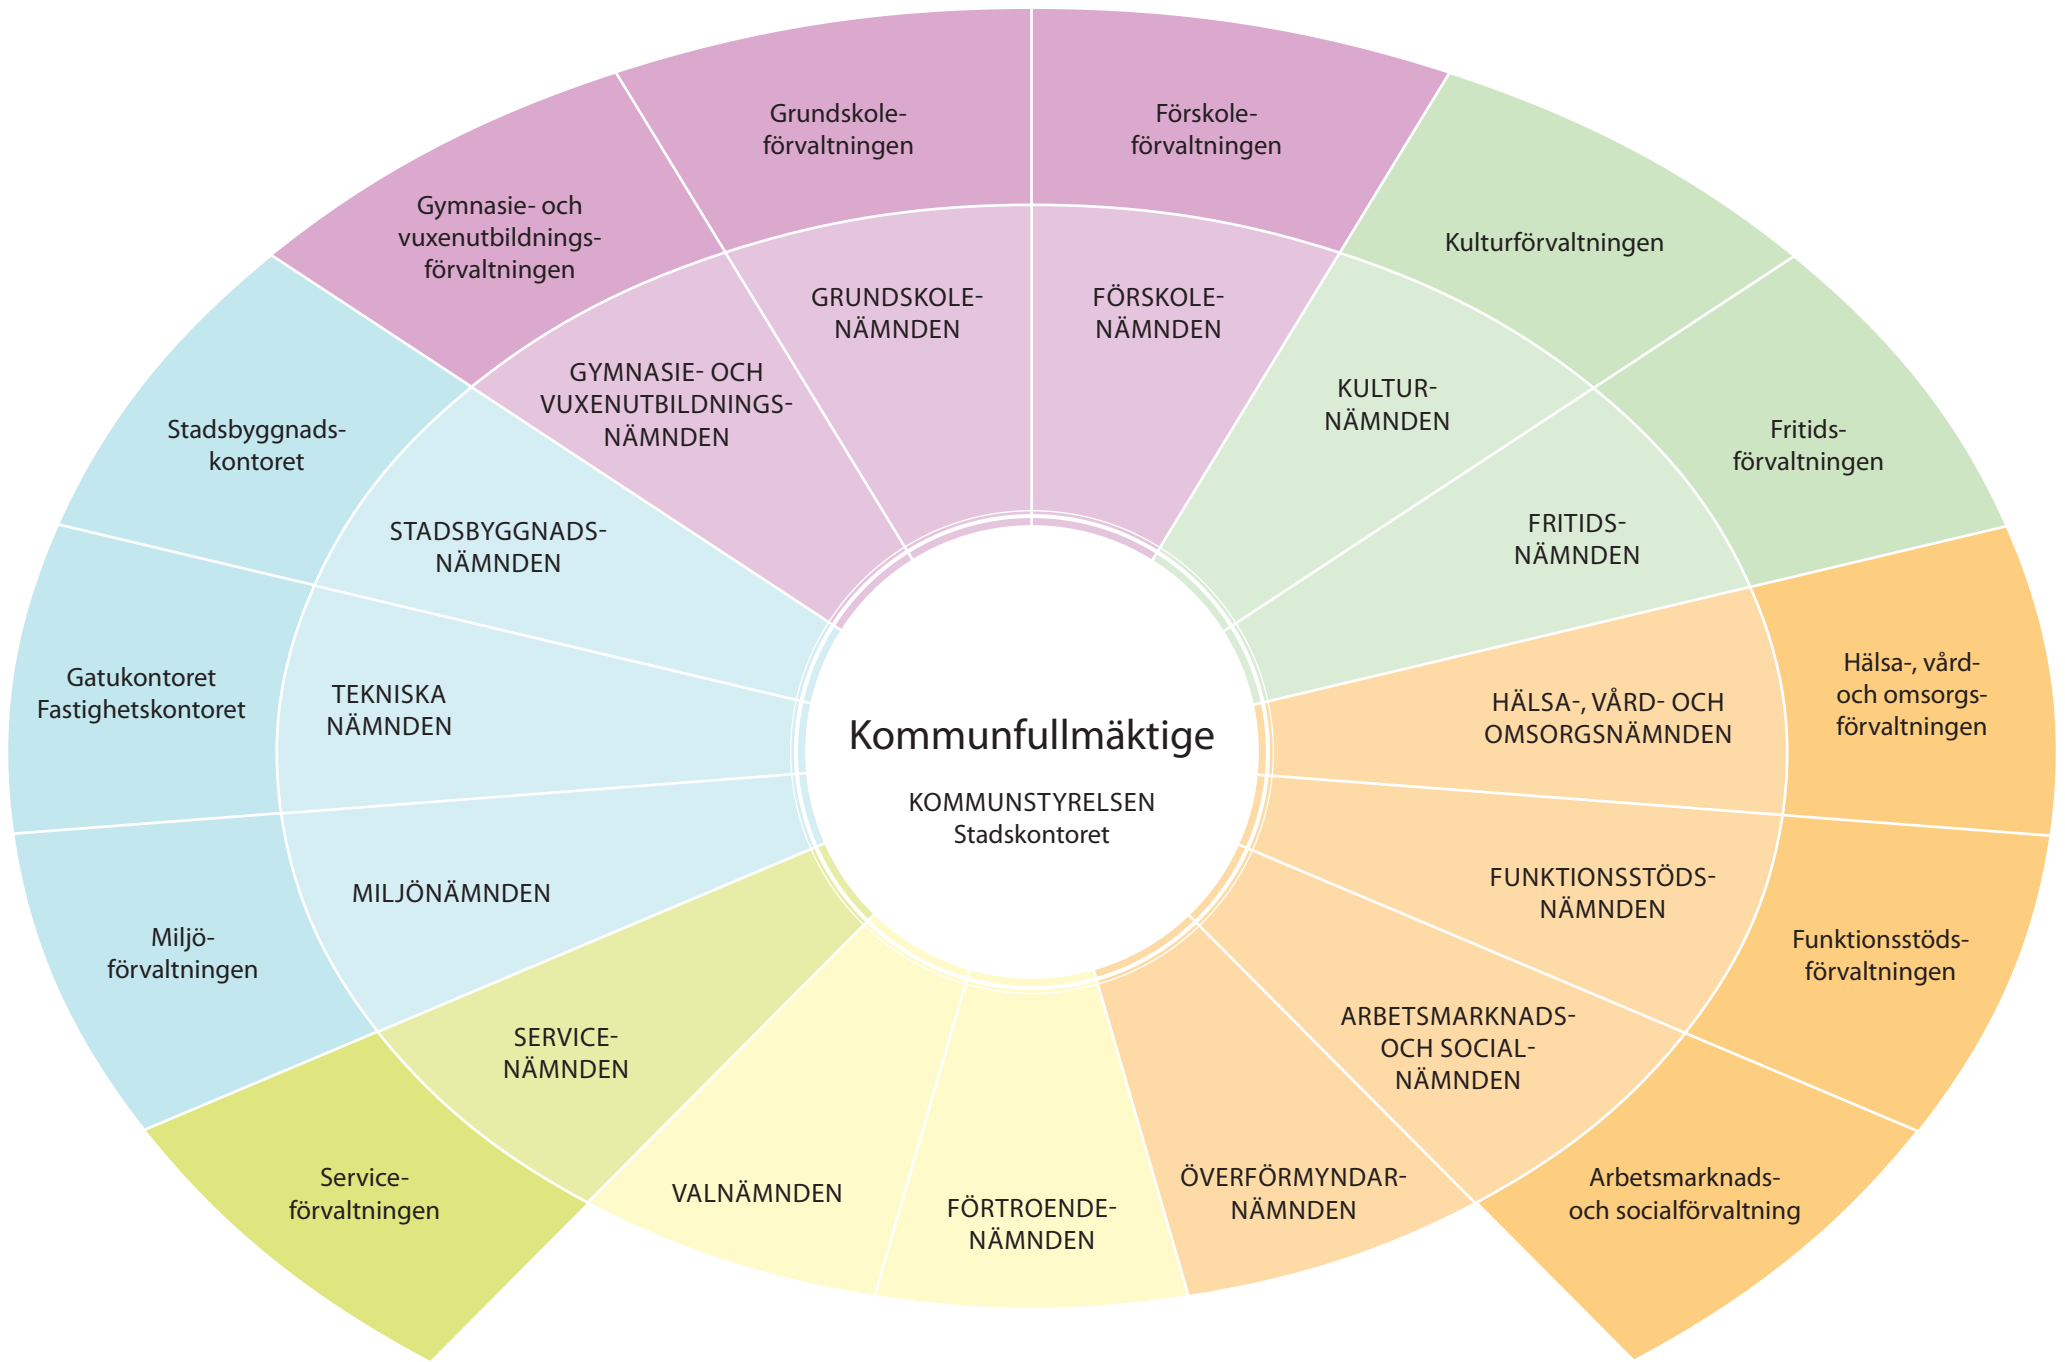 Grundskole-
förvaltningen
Förskole-
förvaltningen
Gymnasie- och
vuxenutbildnings-
förvaltningen
Kulturförvaltningen
GRUNDSKOLE-
NÄMNDEN
FÖRSKOLE-
NÄMNDEN
GYMNASIE- OCH
VUXENUTBILDNINGS-
NÄMNDEN
KULTUR-
NÄMNDEN
Stadsbyggnads-
kontoret
Fritids-
förvaltningen
STADSBYGGNADS-
NÄMNDEN
FRITIDS-
NÄMNDEN
Gatukontoret
Fastighetskontoret
TEKNISKA
NÄMNDEN
HÄLSA-, VÅRD- OCH
OMSORGSNÄMNDEN
Hälsa-, vård-
och omsorgs-
förvaltningen
Kommunfullmäktige
KOMMUNSTYRELSEN
Stadskontoret
MILJÖNÄMNDEN
FUNKTIONSSTÖDS-
NÄMNDEN
Miljö-
förvaltningen
Funktionsstöds-
förvaltningen
SERVICE-
NÄMNDEN
ARBETSMARKNADS-
OCH SOCIAL-
NÄMNDEN
Service-
förvaltningen
VALNÄMNDEN
FÖRTROENDE-
NÄMNDEN
ÖVERFÖRMYNDAR-
NÄMNDEN
Arbetsmarknads-
och socialförvaltning